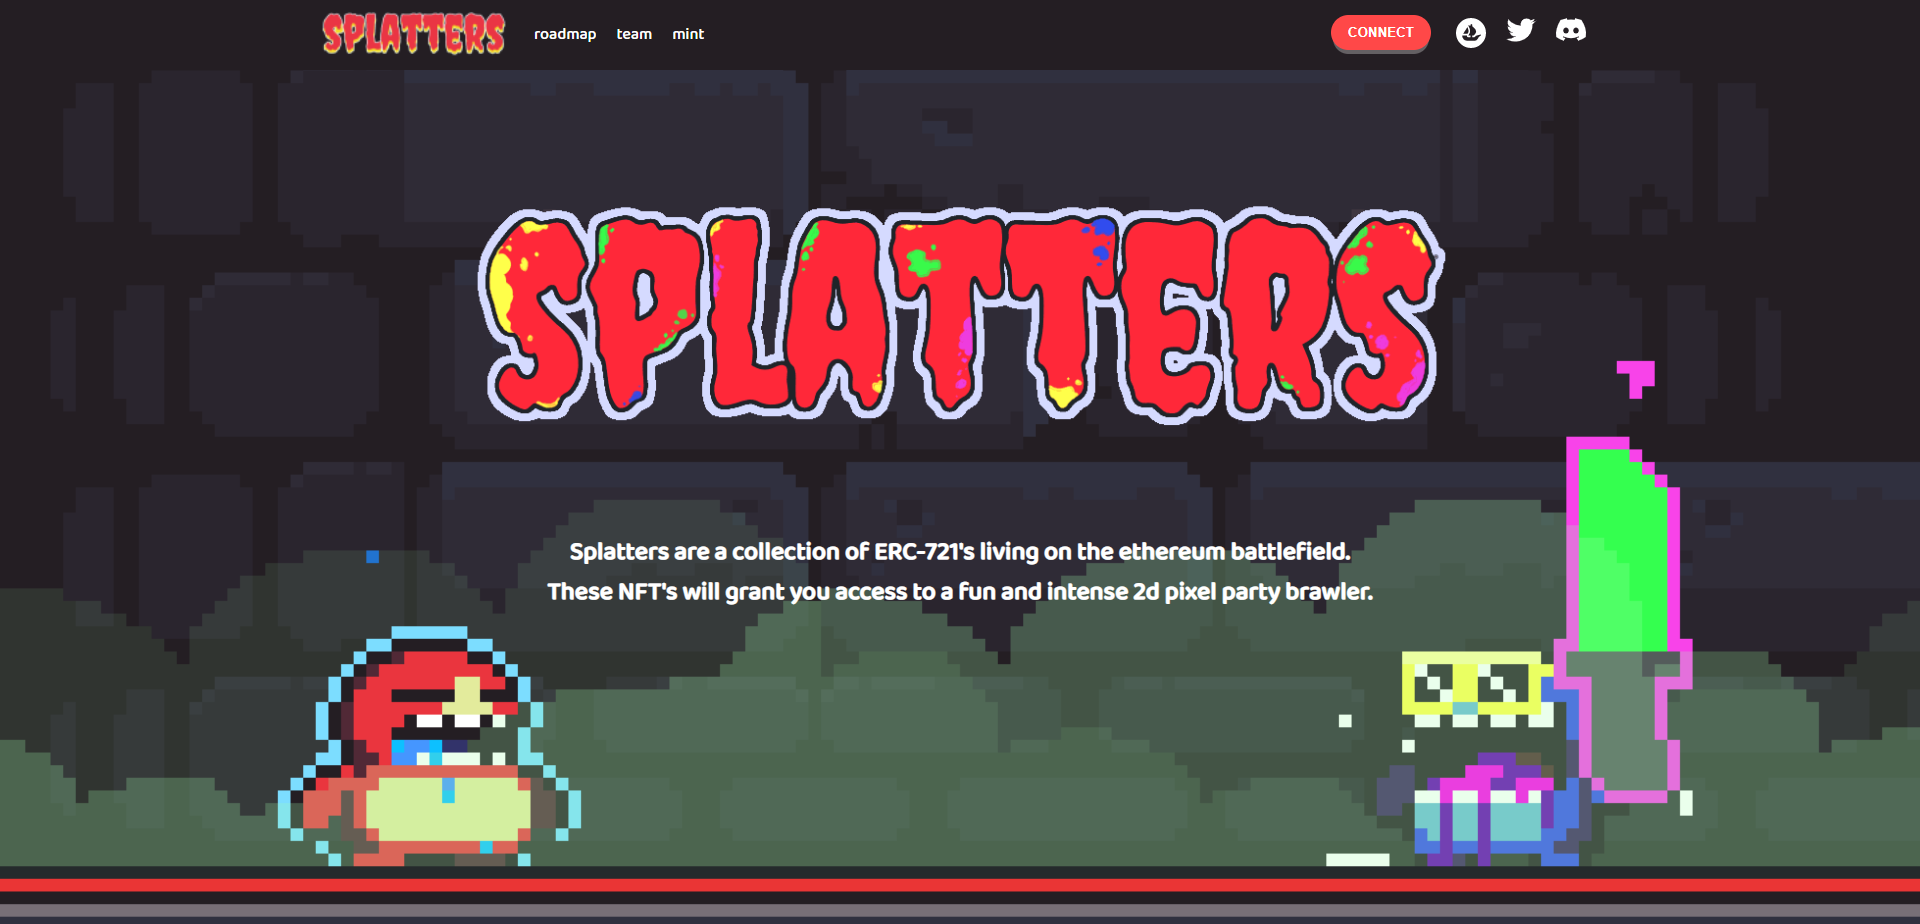 SPLATTERS
roadmap team mint
CONNECT
SPLATTERS
Splatters are a collection of ERC-721's living on the ethereum battlefield.
These NFT's will grant you access to a fun and intense 2d pixel party brawler.